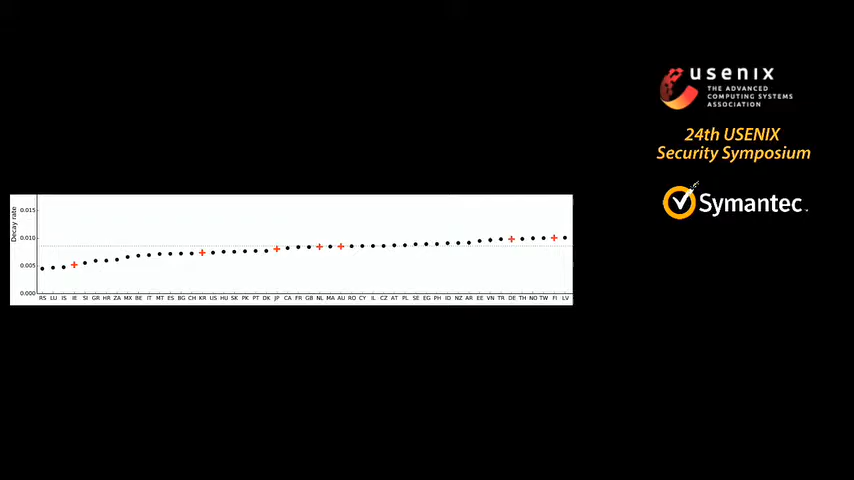 usenix
THE ADVANCED
COMPUTING SYSTEMS
ASSOCIATION
24th USENIX
Security Symposium
Symantec.
Decay rate
0.015
0.010
0.005
0.000
RS LU IS IE SI GR HR ZA MX BE IT MT ES BG CH KR US HU SK PK PT DK JP CA FR GB NL MA AU RO CY IL CZ AT PL SE EG PH ID NZ AR EE VN TR DE TH NO TW FI LV